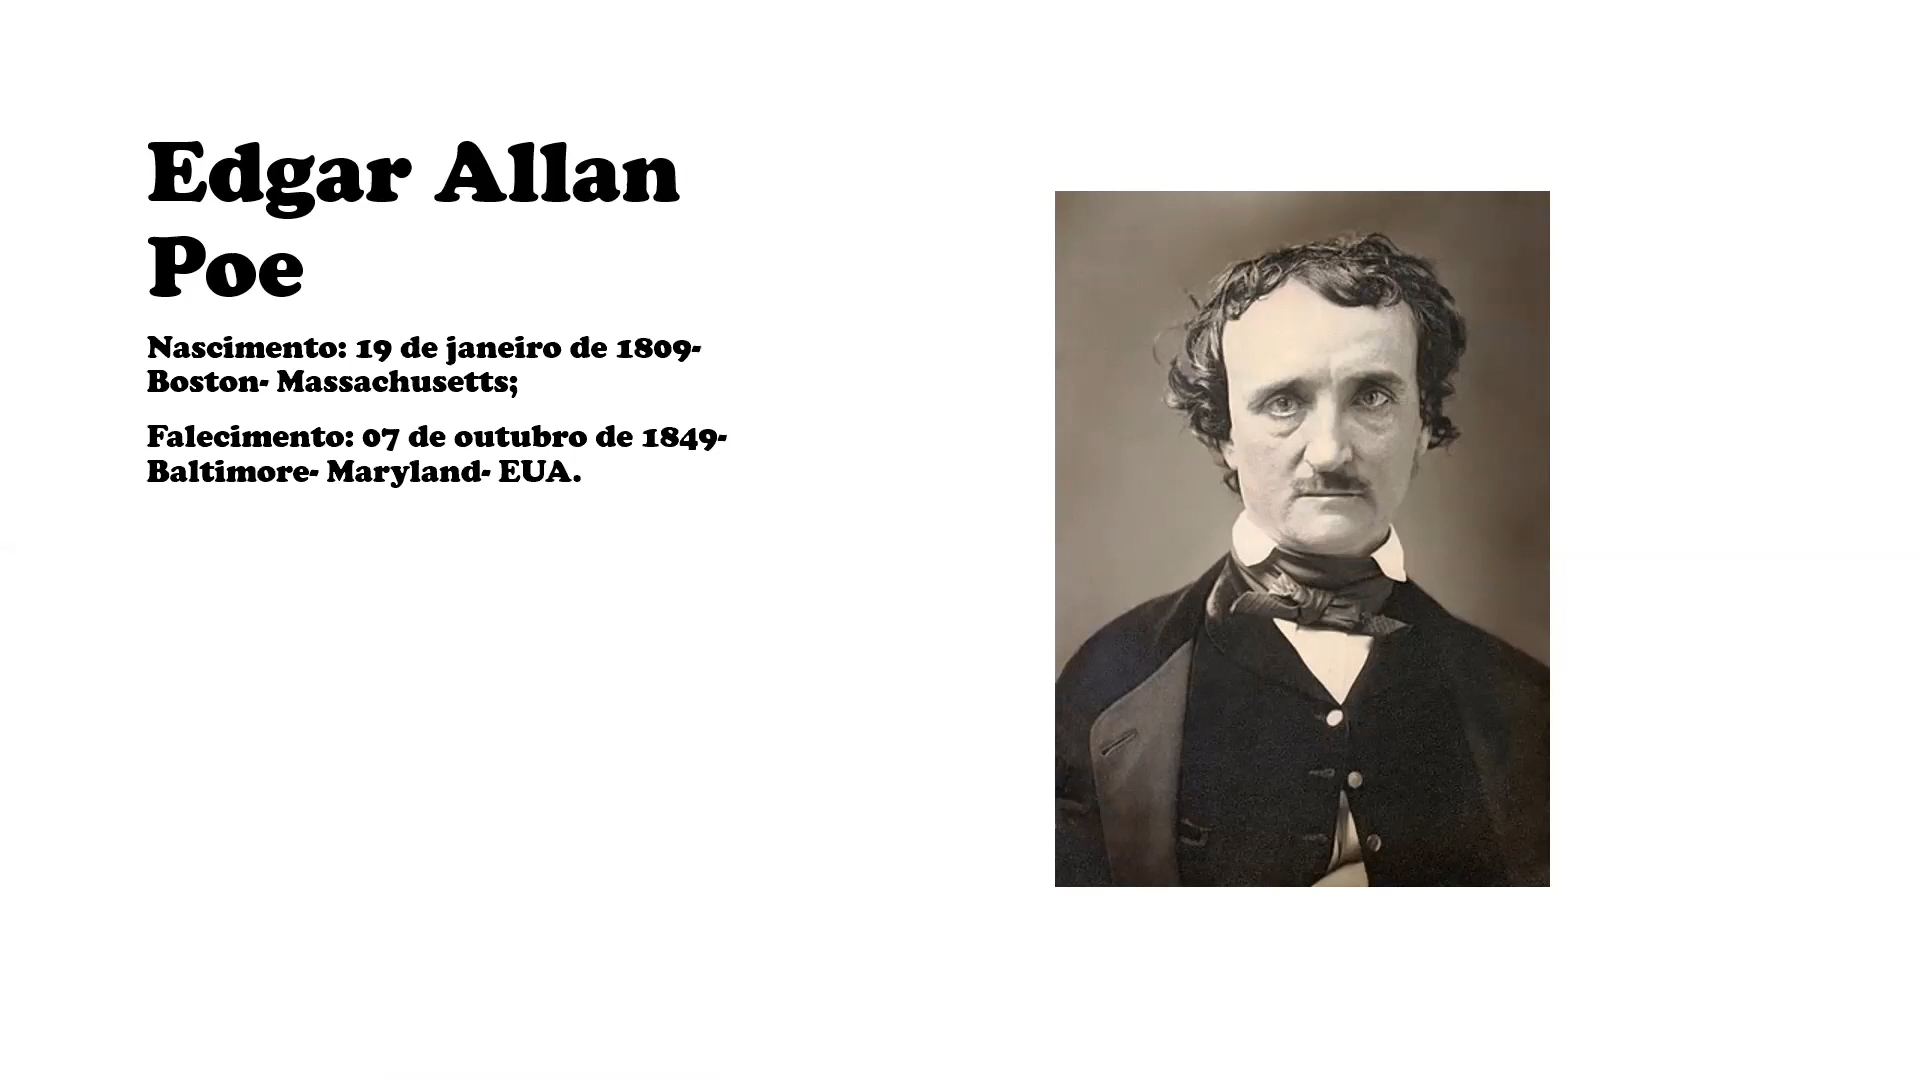 Edgar Allan
Poe
Nascimento: 19 de janeiro de 1809-
Boston- Massachusetts;
Falecimento: 07 de outubro de 1849-
Baltimore- Maryland- EUA.